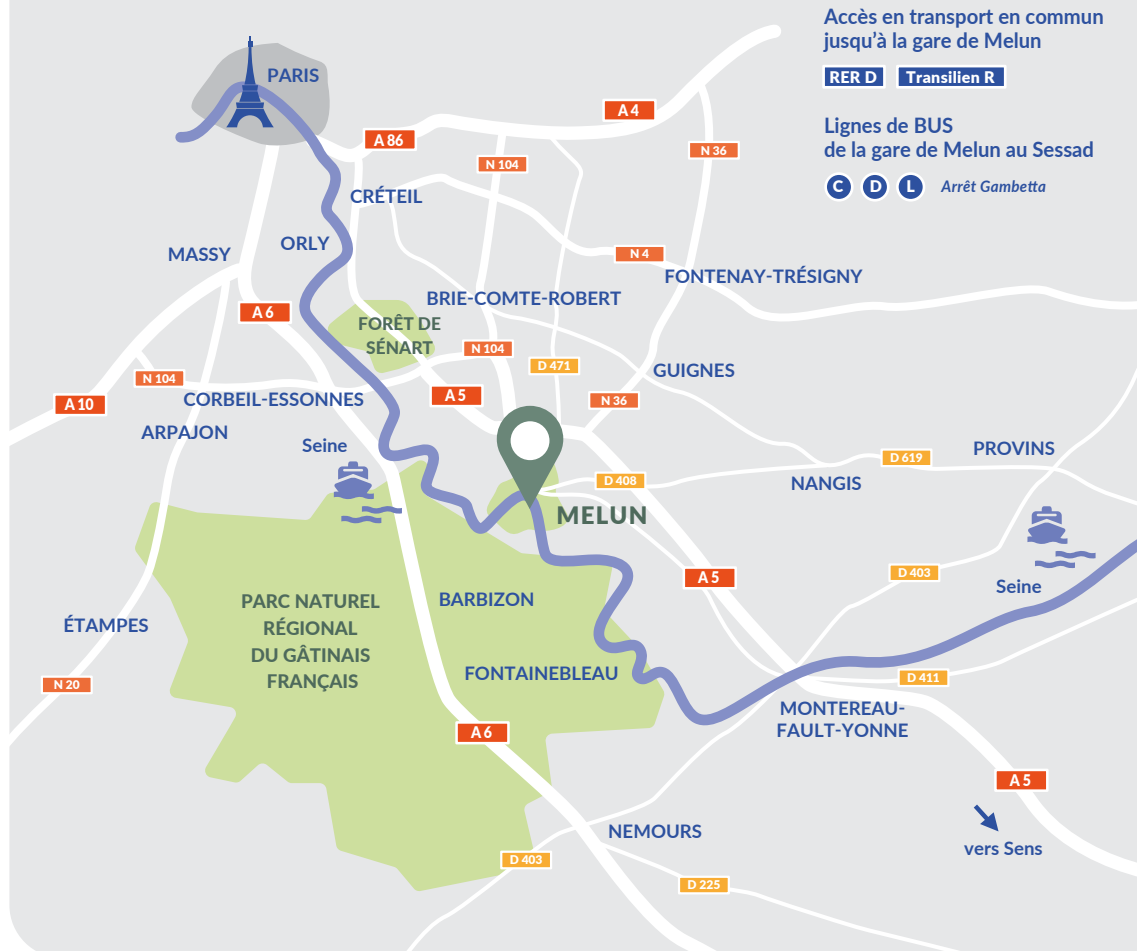 Accès en transport en commun
jusqu'à la gare de Melun
RER D Transilien R
Lignes de BUS
de la gare de Melun au Sessad
C D L Arrêt Gambetta
PARIS
A 4
A 86
N 104
N 36
CRÉTEIL
ORLY
MASSY
N 4
FONTENAY-TRÉSIGNY
BRIE-COMTE-ROBERT
A 6
FORÊT DE
SÉNART
N 104
D 471
GUIGNES
N 104
A 5
N 36
A 10
CORBEIL-ESSONNES
ARPAJON
Seine
PROVINS
D 619
NANGIS
D 408
MELUN
A 5
D 403
Seine
PARC NATUREL
RÉGIONAL
DU GÂTINAIS
FRANÇAIS
BARBIZON
ÉTAMPES
FONTAINEBLEAU
N 20
D 411
MONTEREAU-
FAULT-YONNE
A 6
A 5
NEMOURS
vers Sens
D 403
D 225